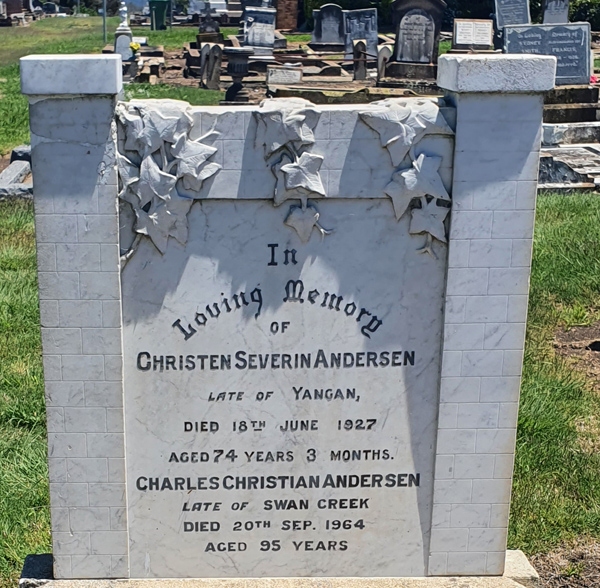 In
Loving Memory
OF
CHRISTEN SEVERIN ANDERSEN
LATE OF YANGAN,
DIED 18TH JUNE 1927
AGED 74 YEARS 3 MONTHS.
CHARLES CHRISTIAN ANDERSEN
LATE OF SWAN CREEK
DIED 20TH SEP. 1964
AGED 95 YEARS